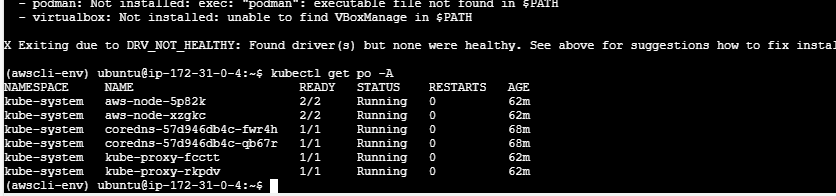 - podman: Not installed: exec: "podman": executable file not found in $PATH
- virtualbox: Not installed: unable to find VBoxManage in $PATH
X Exiting due to DRV_NOT_HEALTHY: Found driver(s) but none were healthy. See above for suggestions how to fix instal
(awscli-env) ubuntu@ip-172-31-0-4:~$ kubectl get po -A
NAMESPACE NAME READY STATUS RESTARTS AGE
kube-system aws-node-5p82k 2/2 Running 0 62m
kube-system aws-node-xzgkc 2/2 Running 0 62m
kube-system coredns-57d946db4c-fwr4h 1/1 Running 0 68m
kube-system coredns-57d946db4c-qb67r 1/1 Running 0 68m
kube-system kube-proxy-fcctt 1/1 Running 0 62m
kube-system kube-proxy-rkpdv 1/1 Running 0 62m
(awscli-env) ubuntu@ip-172-31-0-4:~$